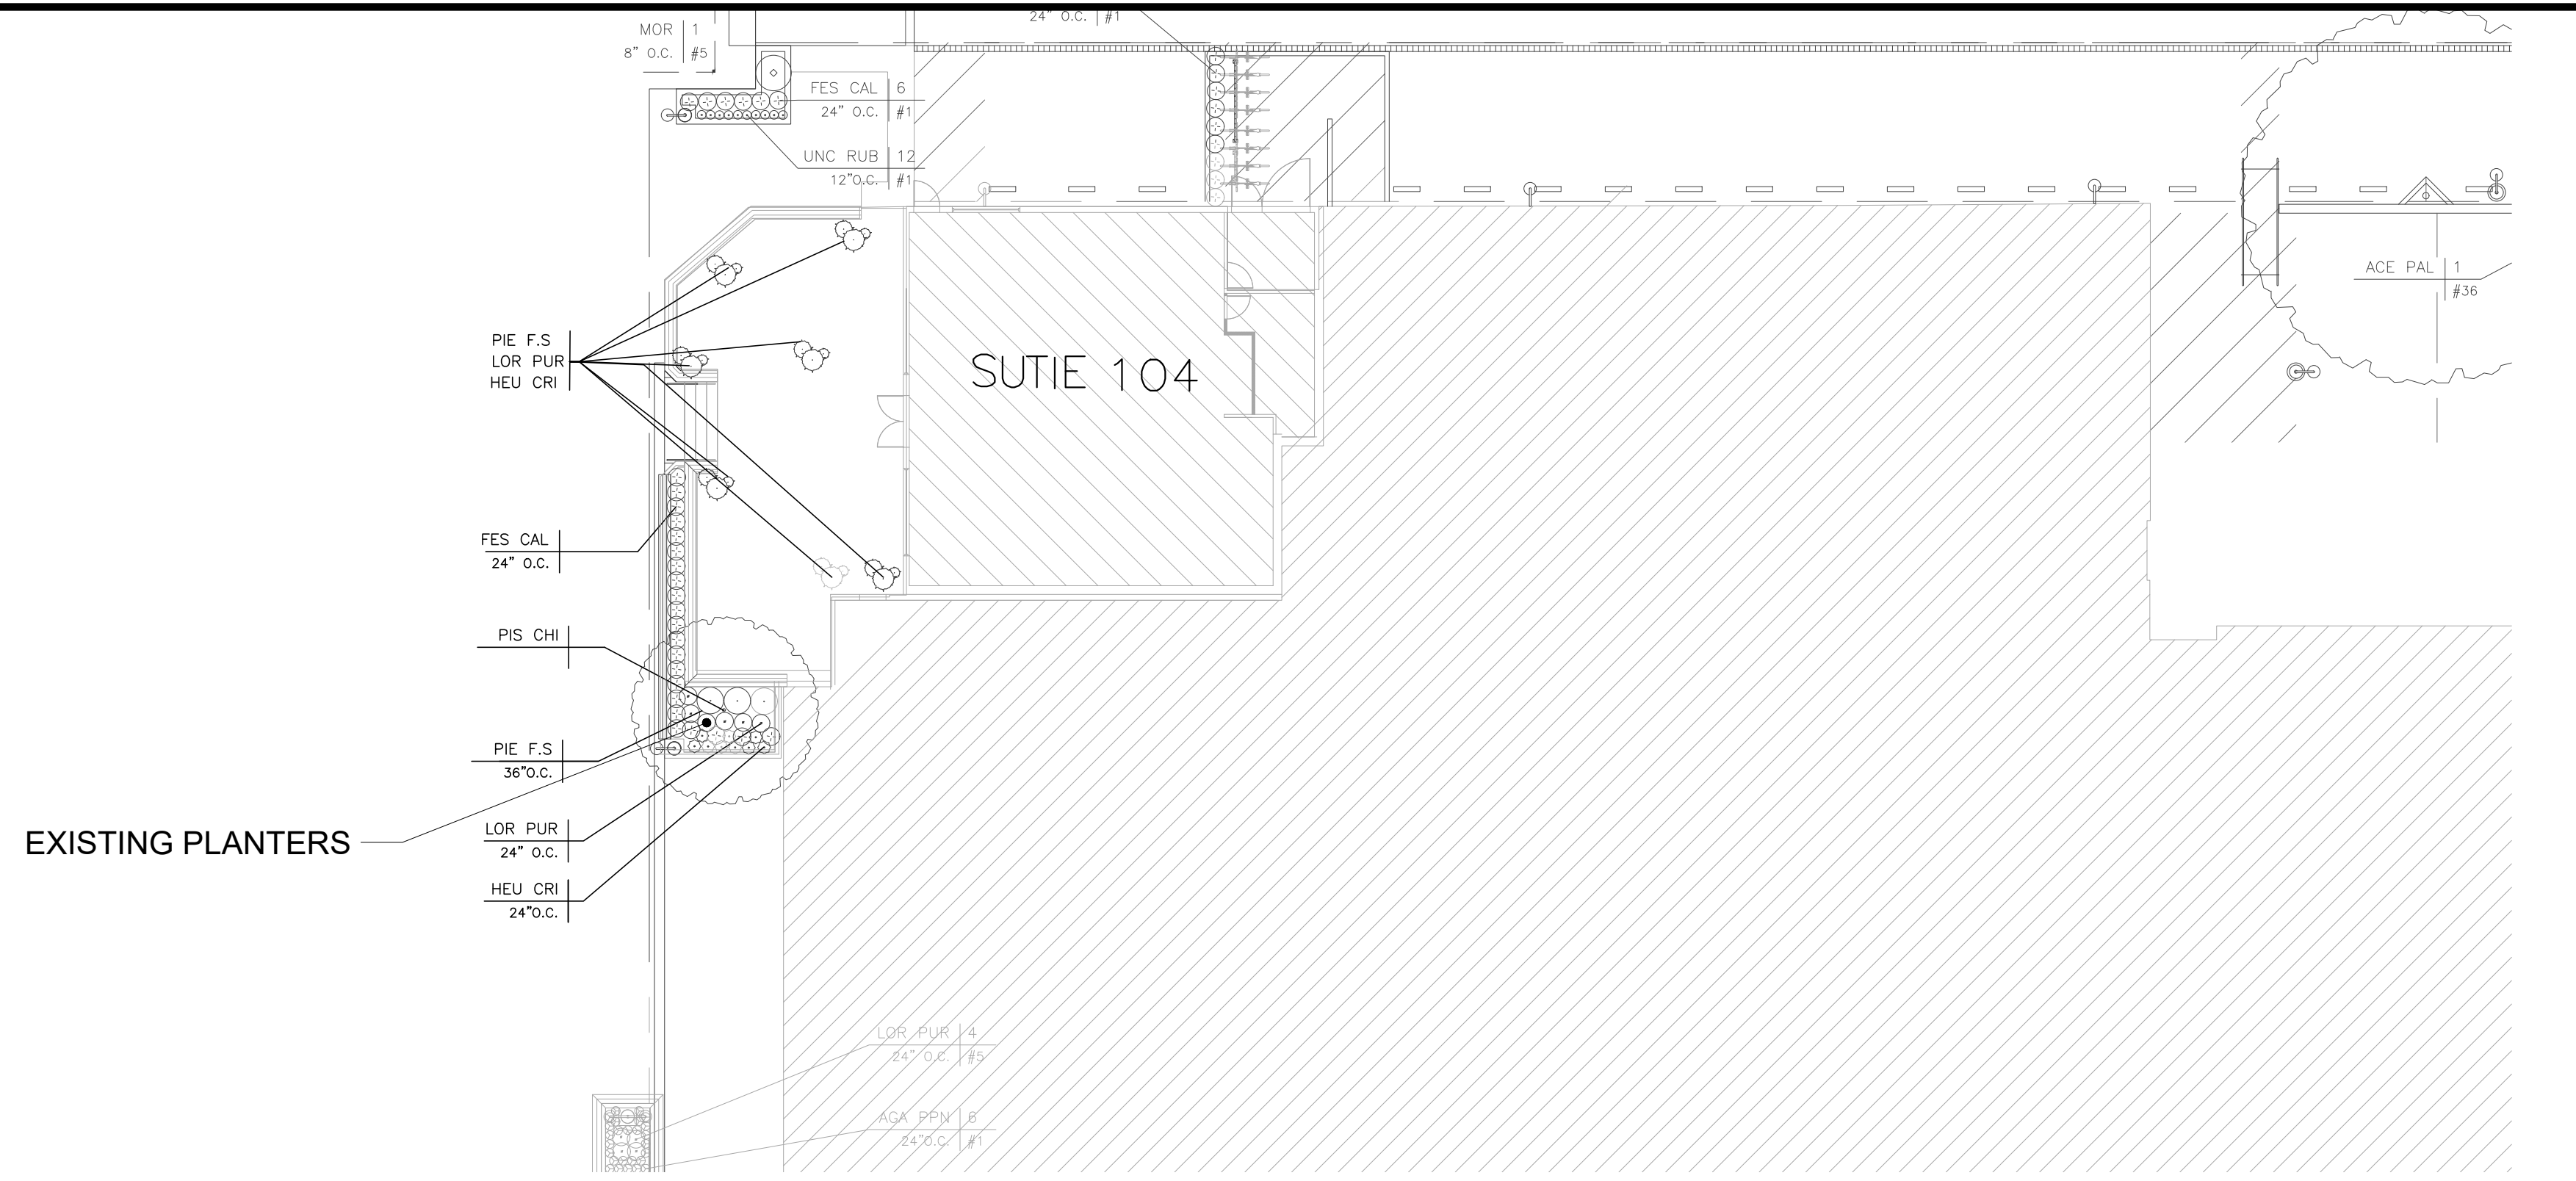 24" O.C. #1
MOR 1
8" O.C. #5
FES CAL 6
24" O.C. #1
UNC RUB 12
12"O.C. #1
ACE PAL 1
#36
PIE F.S
LOR PUR
HEU CRI
SUTIE 104
FES CAL
24" O.C.
PIS CHI
PIE F.S
36"O.C.
EXISTING PLANTERS
LOR PUR
24" O.C.
HEU CRI
24"O.C.
LOR PUR 4
24" O.C. #5
AGA PPN 6
24"O.C. #1